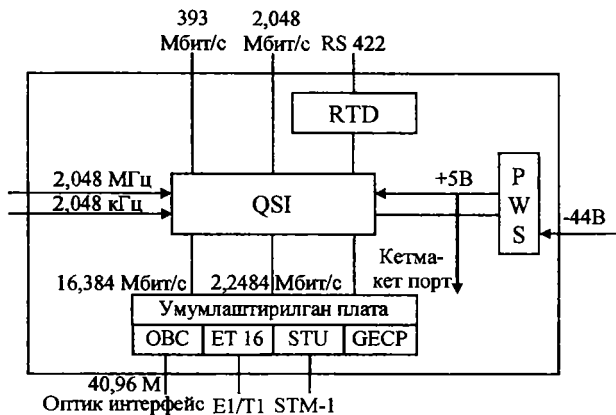 393 Мбит/с
2,048 Мбит/с
RS 422
RTD
2,048 МГц
2,048 кГц
QSI
+5В
PWS
-44В
Кетма-
кет порт
16,384 Мбит/с
2,2484 Мбит/с
Умумлаштирилган плата
OBC
ET 16
STU
GECP
40,96 М
Оптик интерфейс
E1/T1
STM-1